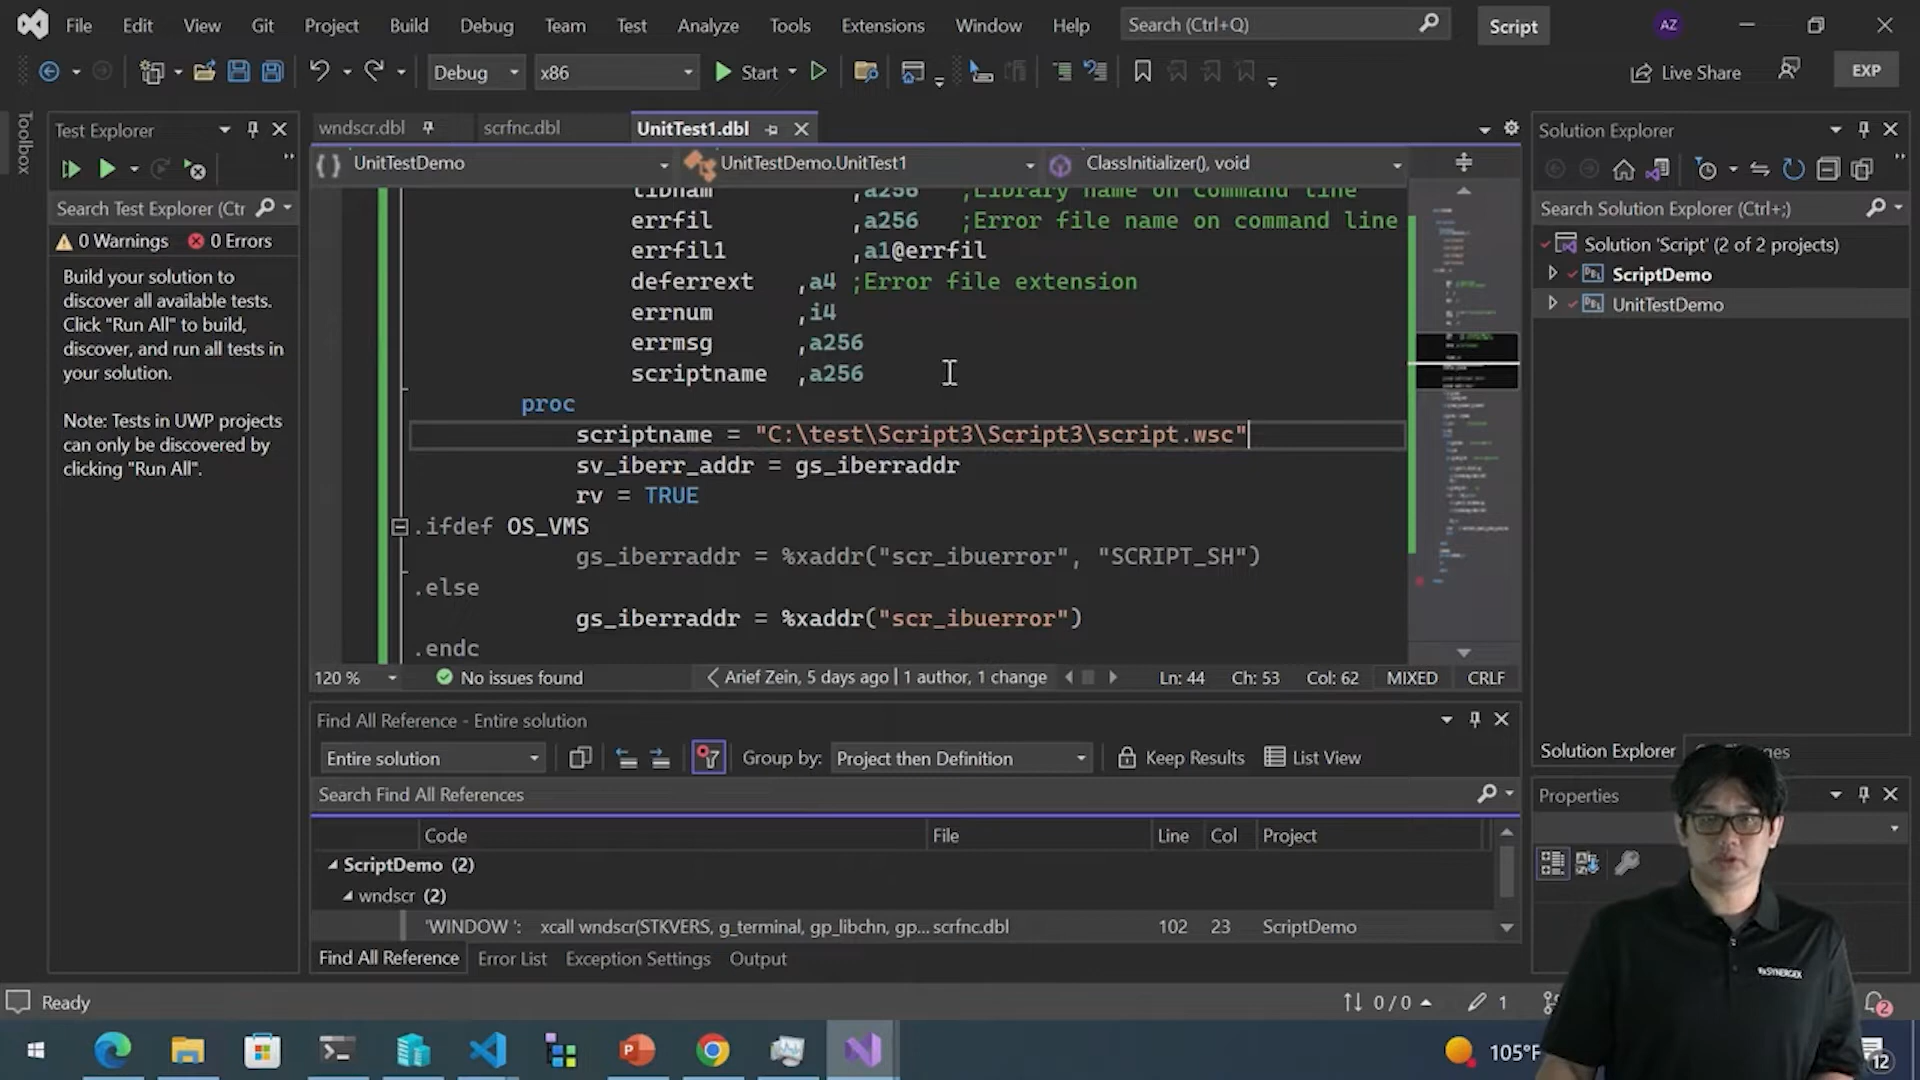 File Edit View Git Project Build Debug Team Test Analyze Tools Extensions Window Help Search (Ctrl+Q) Script AZ
Debug x86 Start Live Share EXP
Toolbox
Test Explorer
Search Test Explorer (Ctr
0 Warnings 0 Errors
Build your solution to
discover all available tests.
Click "Run All" to build,
discover, and run all tests in
your solution.
Note: Tests in UWP projects
can only be discovered by
clicking "Run All".
wndscr.dbl scrfnc.dbl UnitTest1.dbl
UnitTestDemo UnitTestDemo.UnitTest1 ClassInitializer(), void
libnam ,a256 ;Library name on command line
errfil ,a256 ;Error file name on command line
errfil1 ,a1@errfil
deferrext ,a4 ;Error file extension
errnum ,i4
errmsg ,a256
scriptname ,a256
proc
scriptname = "C:\test\Script3\Script3\script.wsc"
sv_iberr_addr = gs_iberraddr
rv = TRUE
.ifdef OS_VMS
gs_iberraddr = %xaddr("scr_ibuerror", "SCRIPT_SH")
.else
gs_iberraddr = %xaddr("scr_ibuerror")
.endc
120 % No issues found Arief Zein, 5 days ago | 1 author, 1 change Ln: 44 Ch: 53 Col: 62 MIXED CRLF
Find All Reference - Entire solution
Entire solution Group by: Project then Definition Keep Results List View
Search Find All References
Code File Line Col Project
ScriptDemo (2)
wndscr (2)
'WINDOW ': xcall wndscr(STKVERS, g_terminal, gp_libchn, gp... scrfnc.dbl 102 23 ScriptDemo
Find All Reference Error List Exception Settings Output
Solution Explorer
Search Solution Explorer (Ctrl+;)
Solution 'Script' (2 of 2 projects)
ScriptDemo
UnitTestDemo
Solution Explorer
Properties
SYNERGEX
Ready 0 / 0 1 2
105°F 12